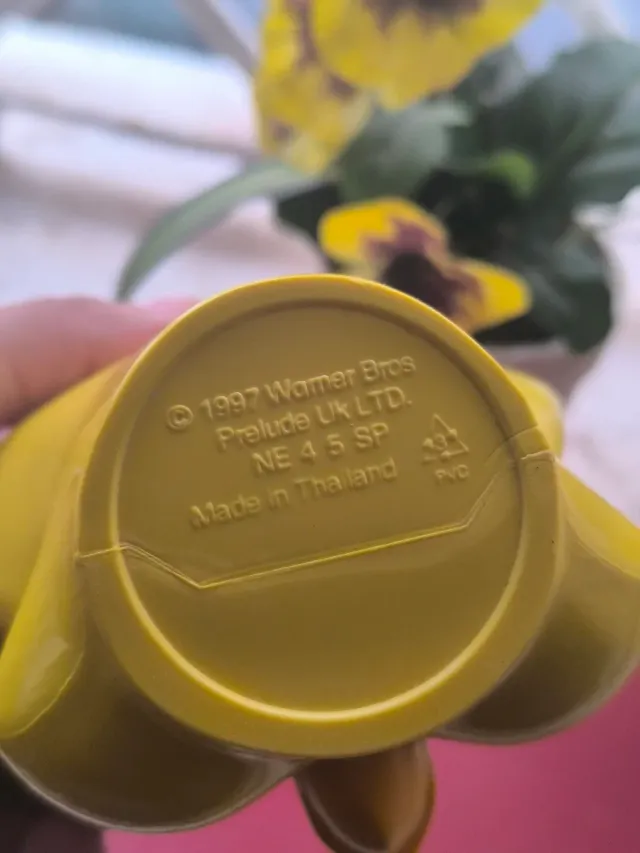 © 1997 Warner Bros
Prelude UK LTD.
NE 4 5 SP
Made in Thailand
3
PVC